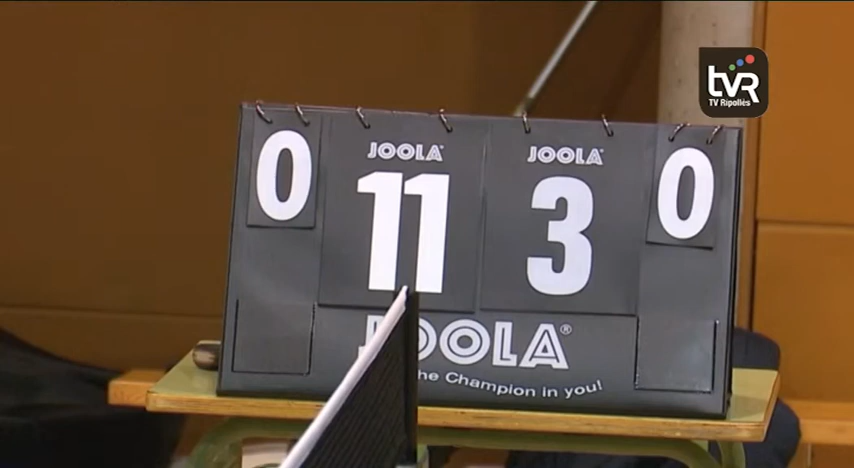 tvR
TV Ripollès
JOOLA JOOLA
0 11 3 0
JOOLA®
the Champion in you!